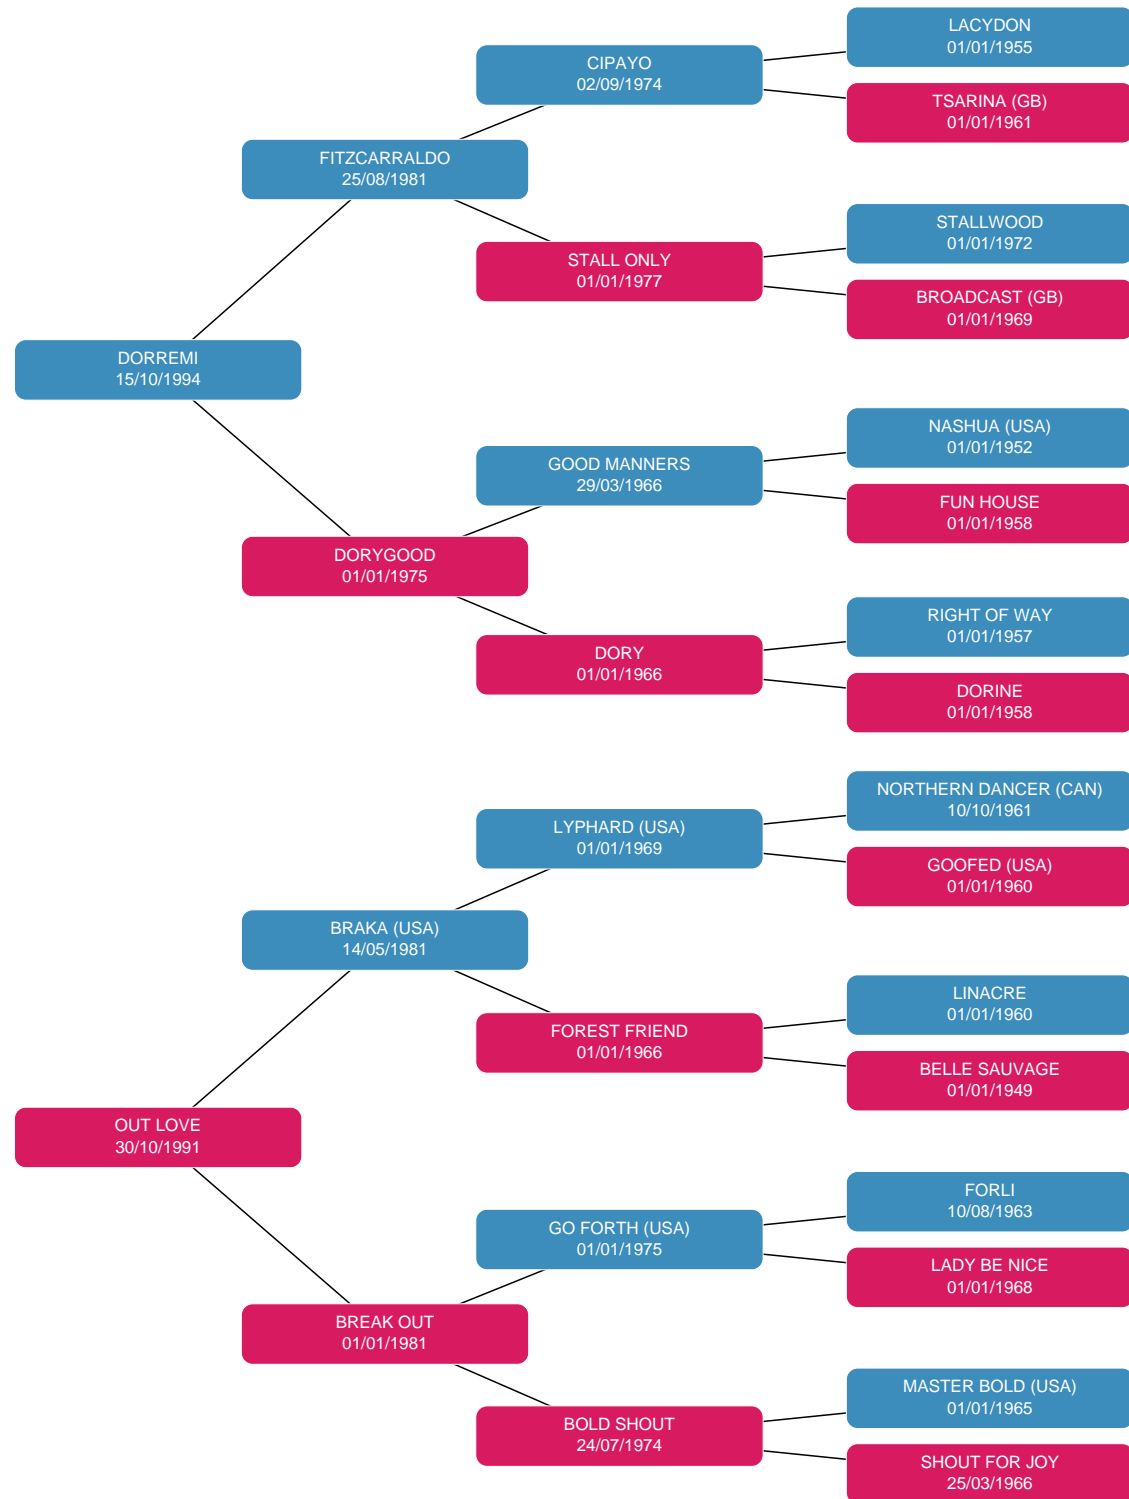 LACYDON
01/01/1955
CIPAYO
02/09/1974
TSARINA (GB)
01/01/1961
FITZCARRALDO
25/08/1981
STALLWOOD
01/01/1972
STALL ONLY
01/01/1977
BROADCAST (GB)
01/01/1969
DORREMI
15/10/1994
NASHUA (USA)
01/01/1952
GOOD MANNERS
29/03/1966
FUN HOUSE
01/01/1958
DORYGOOD
01/01/1975
RIGHT OF WAY
01/01/1957
DORY
01/01/1966
DORINE
01/01/1958
NORTHERN DANCER (CAN)
10/10/1961
LYPHARD (USA)
01/01/1969
GOOFED (USA)
01/01/1960
BRAKA (USA)
14/05/1981
LINACRE
01/01/1960
FOREST FRIEND
01/01/1966
BELLE SAUVAGE
01/01/1949
OUT LOVE
30/10/1991
FORLI
10/08/1963
GO FORTH (USA)
01/01/1975
LADY BE NICE
01/01/1968
BREAK OUT
01/01/1981
MASTER BOLD (USA)
01/01/1965
BOLD SHOUT
24/07/1974
SHOUT FOR JOY
25/03/1966